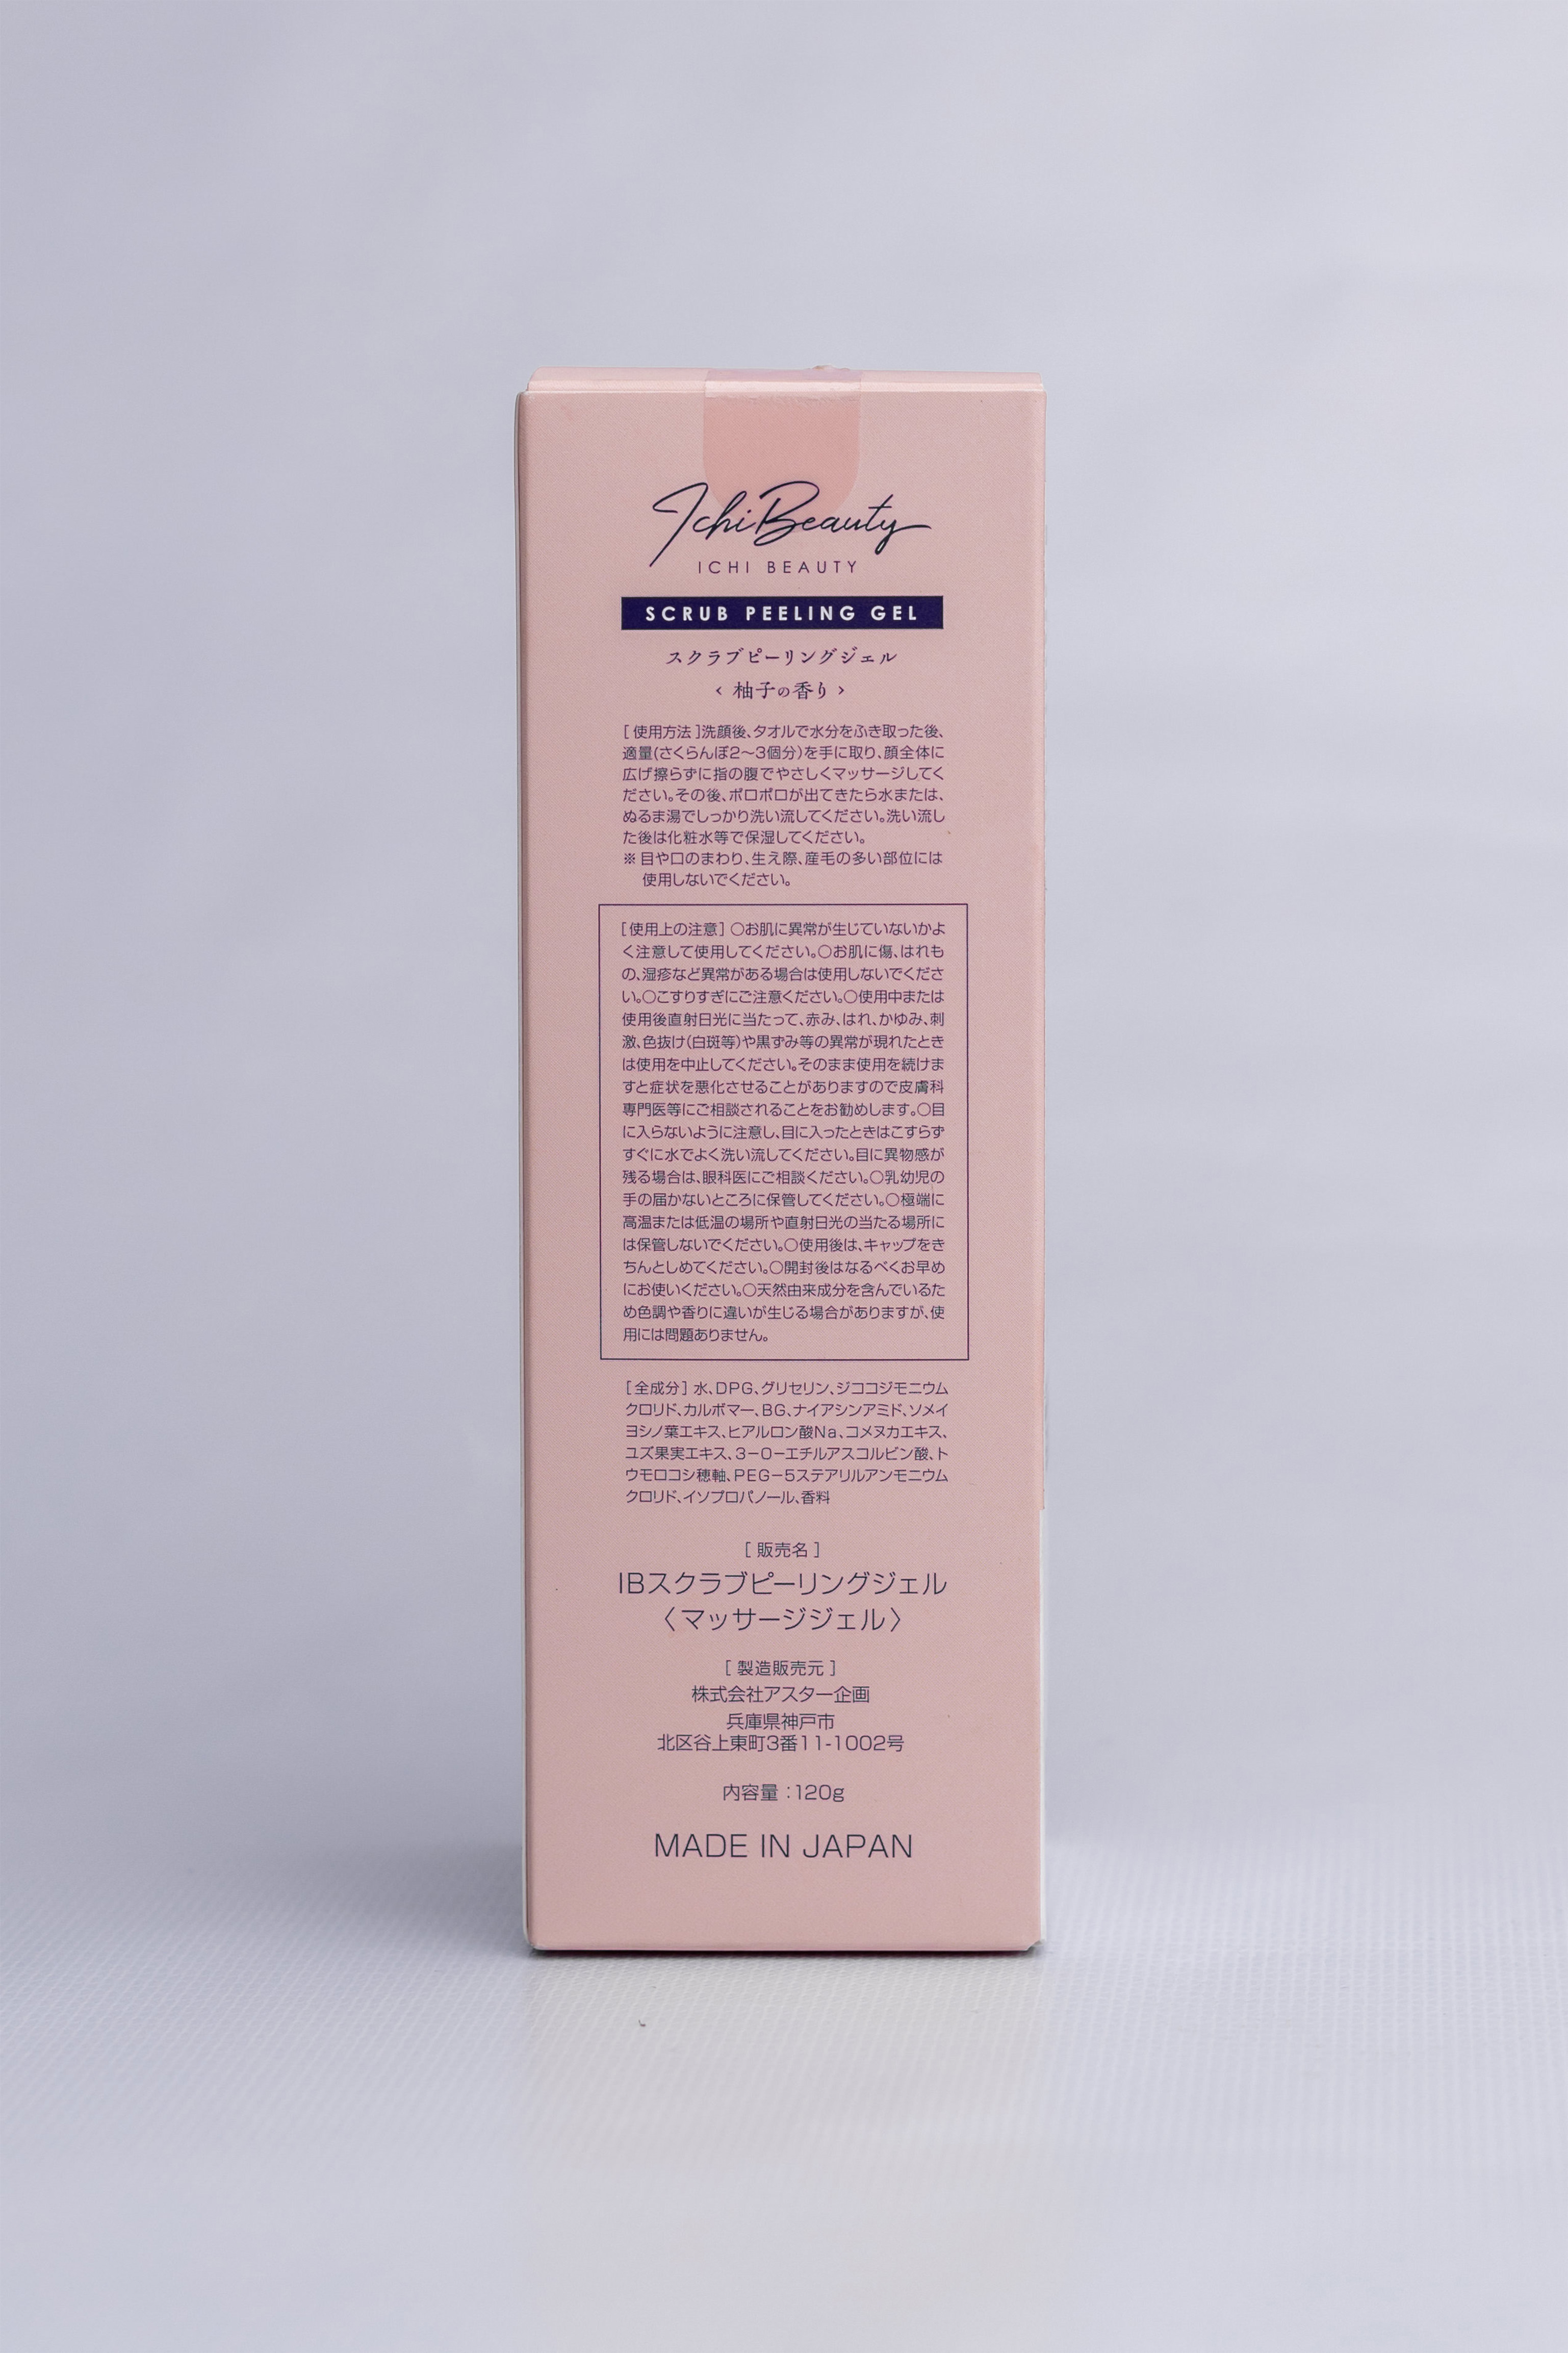 IchiBeauty
ICHI BEAUTY
SCRUB PEELING GEL
スクラブピーリングジェル
‹ 柚子の香り ›
[ 使用方法 ]洗顔後、タオルで水分をふき取った後、
適量(さくらんぼ2〜3個分)を手に取り、顔全体に
広げ擦らずに指の腹でやさしくマッサージしてく
ださい。その後、ポロポロが出てきたら水または、
ぬるま湯でしっかり洗い流してください。洗い流し
た後は化粧水等で保湿してください。
※ 目や口のまわり、生え際、産毛の多い部位には
使用しないでください。
[使用上の注意] ○お肌に異常が生じていないかよ
く注意して使用してください。○お肌に傷、はれも
の、湿疹など異常がある場合は使用しないでくださ
い。○こすりすぎにご注意ください。○使用中または
使用後直射日光に当たって、赤み、はれ、かゆみ、刺
激、色抜け(白斑等)や黒ずみ等の異常が現れたとき
は使用を中止してください。そのまま使用を続けま
すと症状を悪化させることがありますので皮膚科
専門医等にご相談されることをお勧めします。○目
に入らないように注意し、目に入ったときはこすらず
すぐに水でよく洗い流してください。目に異物感が
残る場合は、眼科医にご相談ください。○乳幼児の
手の届かないところに保管してください。○極端に
高温または低温の場所や直射日光の当たる場所に
は保管しないでください。○使用後は、キャップをき
ちんとしめてください。○開封後はなるべくお早め
にお使いください。○天然由来成分を含んでいるた
め色調や香りに違いが生じる場合がありますが、使
用には問題ありません。
[全成分] 水、DPG、グリセリン、ジココジモニウム
クロリド、カルボマー、BG、ナイアシンアミド、ソメイ
ヨシノ葉エキス、ヒアルロン酸Na、コメヌカエキス、
ユズ果実エキス、3−O−エチルアスコルビン酸、ト
ウモロコシ穂軸、PEG−5ステアリルアンモニウム
クロリド、イソプロパノール、香料
[ 販売名 ]
IBスクラブピーリングジェル
〈マッサージジェル〉
[ 製造販売元 ]
株式会社アスター企画
兵庫県神戸市
北区谷上東町3番11-1002号
内容量 : 120g
MADE IN JAPAN